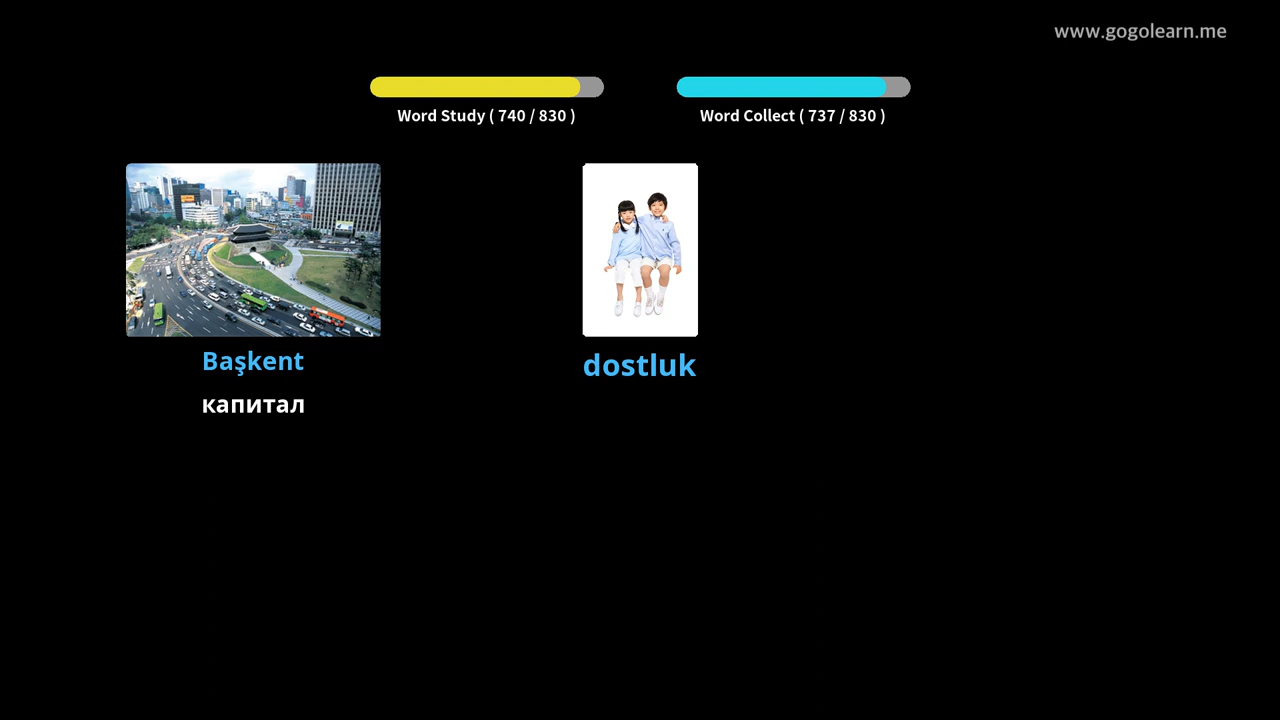 www.gogolearn.me
Word Study ( 740 / 830 )
Word Collect ( 737 / 830 )
Başkent
капитал
dostluk